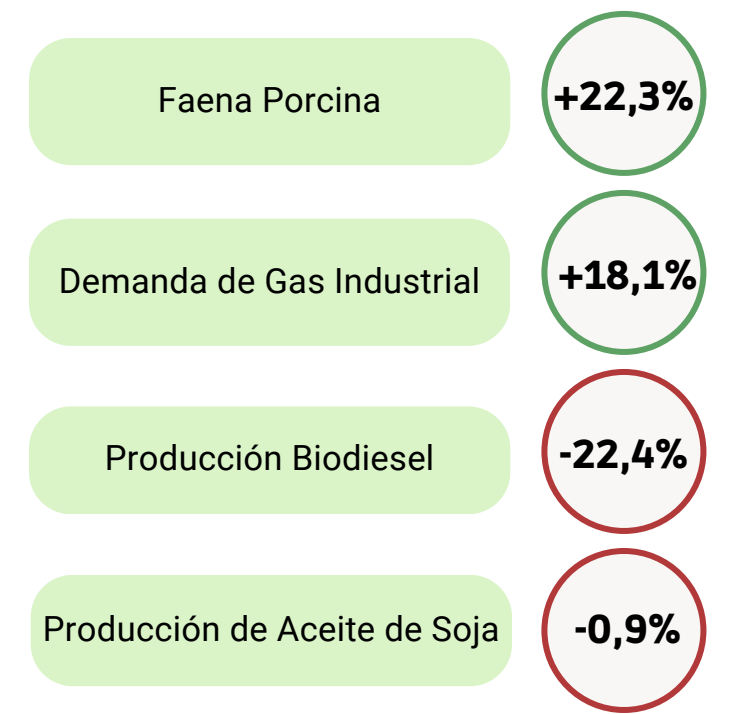 Faena Porcina
+22,3%
Demanda de Gas Industrial
+18,1%
Producción Biodiesel
-22,4%
Producción de Aceite de Soja
-0,9%